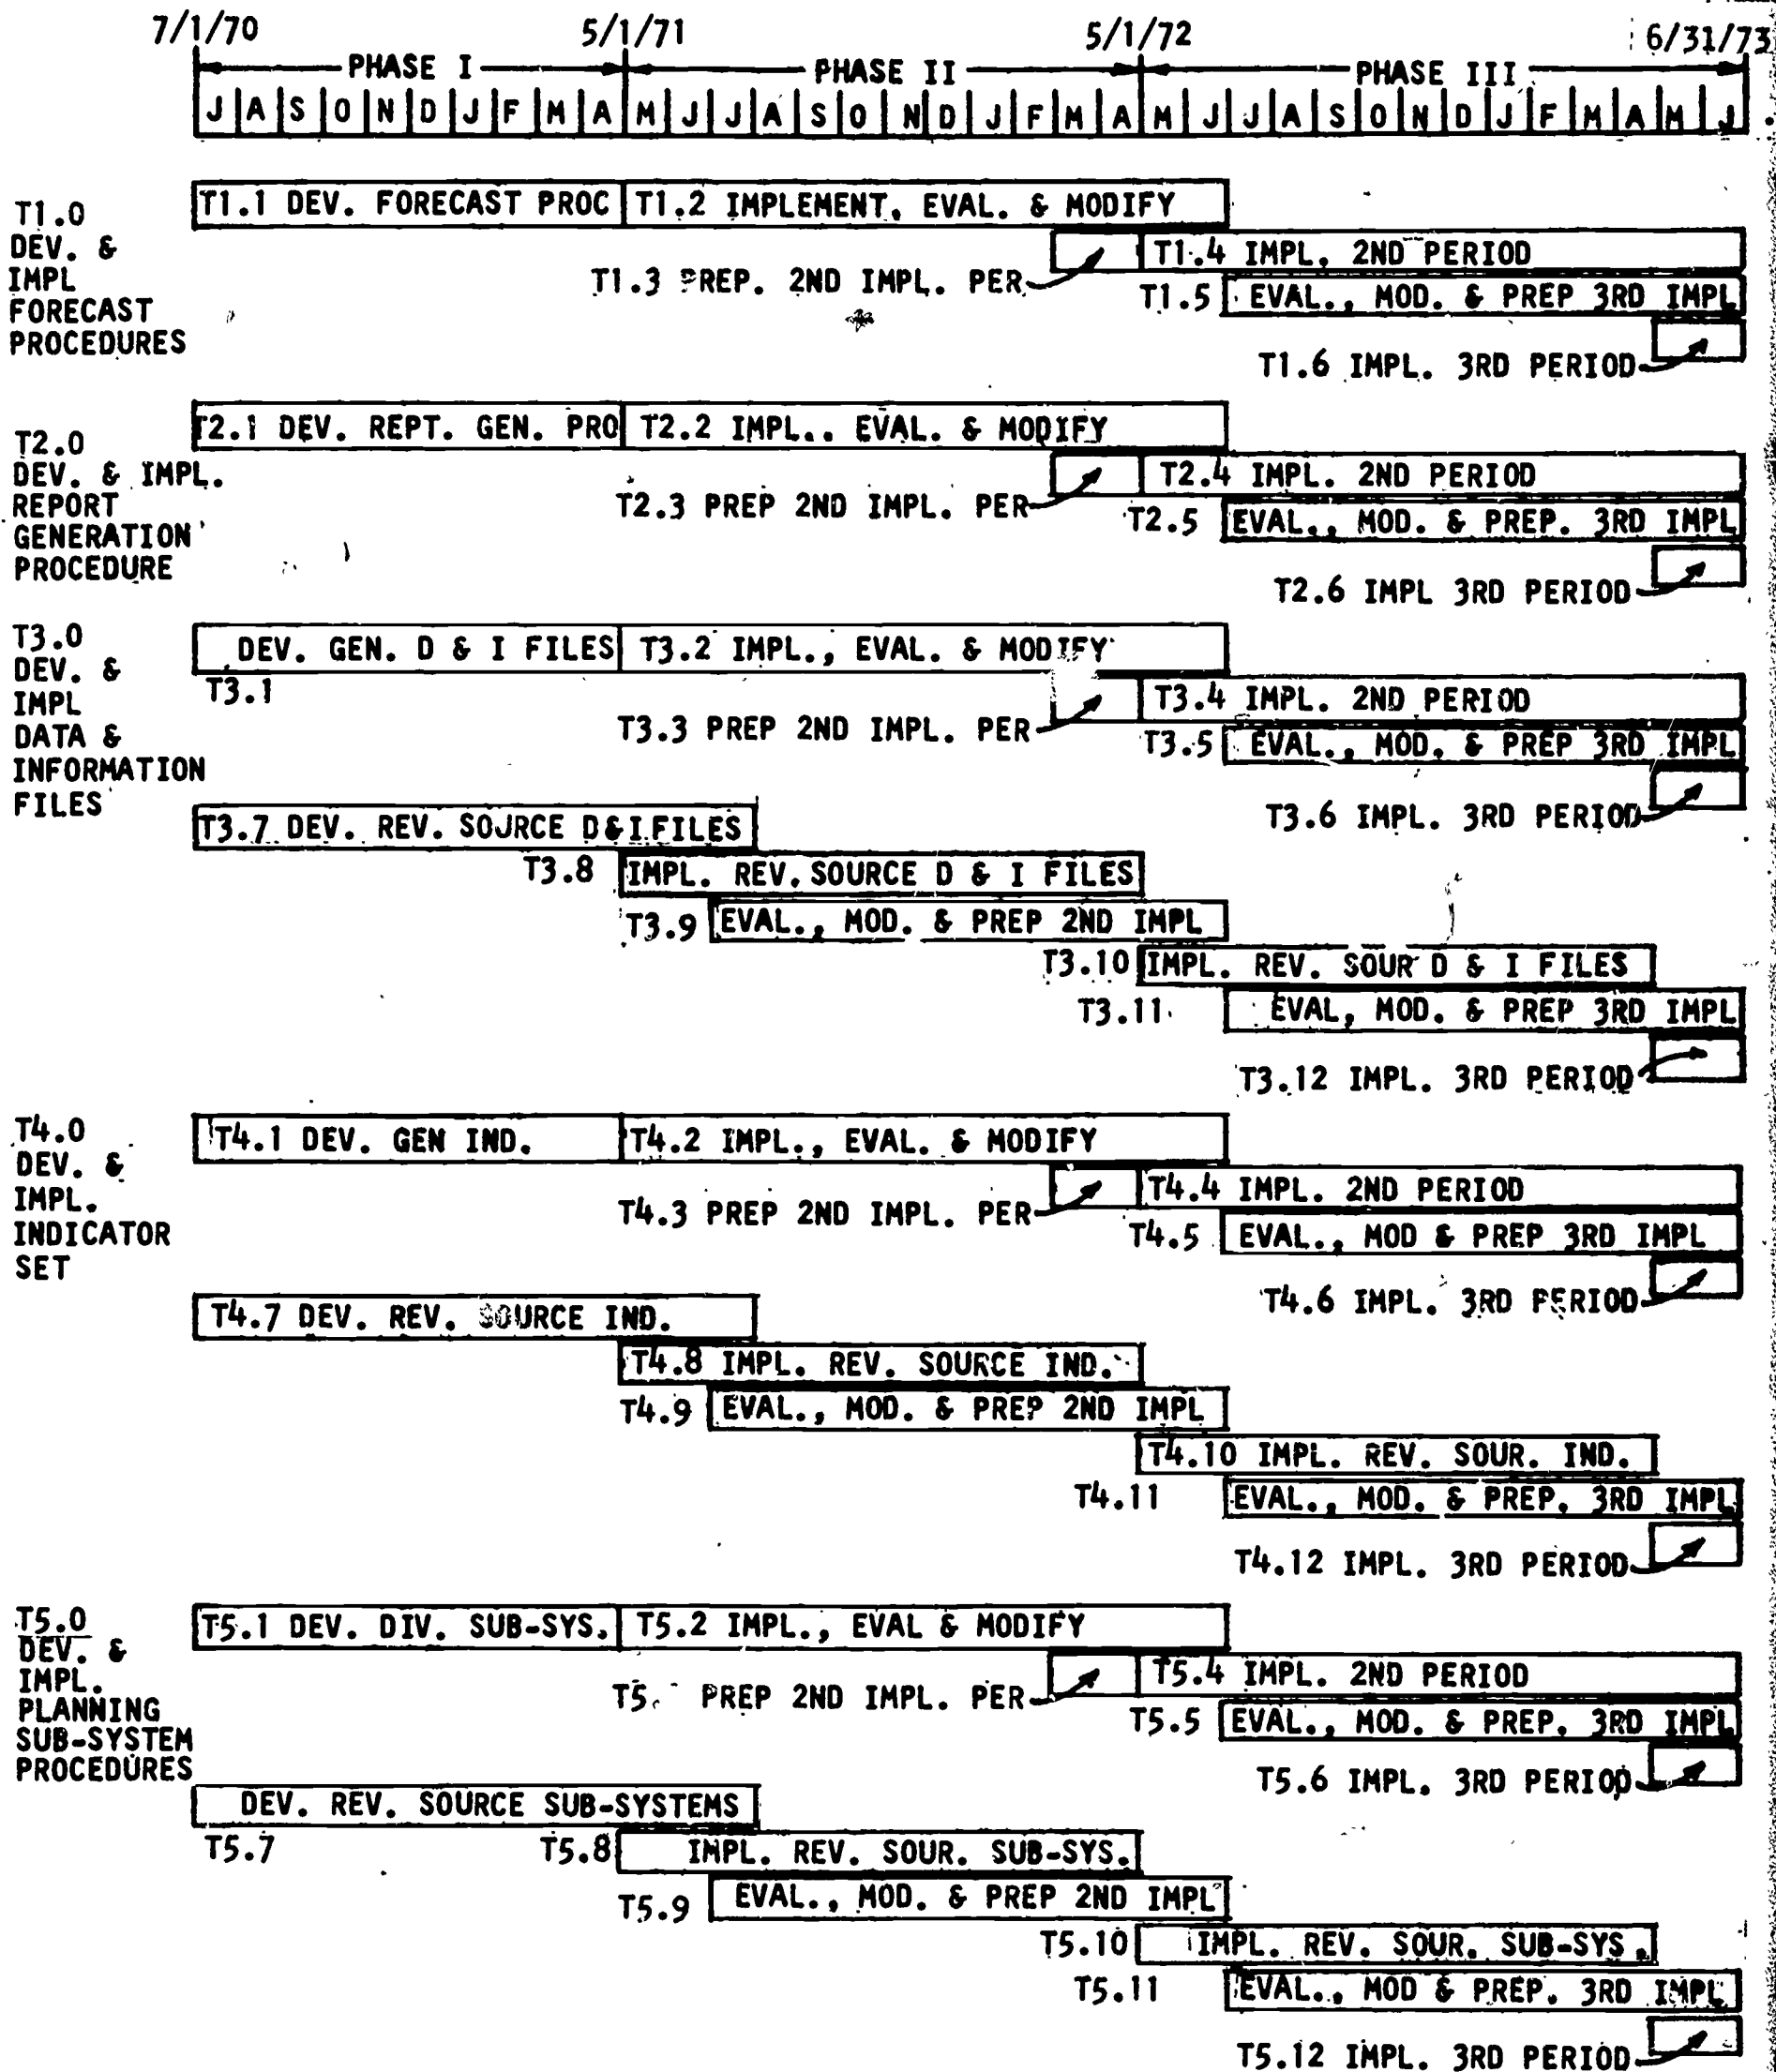 7/1/70 5/1/71 5/1/72 6/31/73
PHASE I PHASE II PHASE III
J A S O N D J F M A M J J A S O N D J F M A M J J A S O N D J F M A M J
T1.0 DEV. & IMPL FORECAST PROCEDURES
T1.1 DEV. FORECAST PROC T1.2 IMPLEMENT. EVAL. & MODIFY
T1.3 PREP. 2ND IMPL. PER T1.4 IMPL. 2ND PERIOD
T1.5 EVAL., MOD. & PREP 3RD IMPL
T1.6 IMPL. 3RD PERIOD
T2.0 DEV. & IMPL. REPORT GENERATION PROCEDURE
T2.1 DEV. REPT. GEN. PRO T2.2 IMPL.. EVAL. & MODIFY
T2.3 PREP 2ND IMPL. PER T2.4 IMPL. 2ND PERIOD
T2.5 EVAL., MOD. & PREP. 3RD IMPL
T2.6 IMPL 3RD PERIOD
T3.0 DEV. & IMPL DATA & INFORMATION FILES
T3.1 DEV. GEN. D & I FILES T3.2 IMPL., EVAL. & MODIFY
T3.3 PREP 2ND IMPL. PER T3.4 IMPL. 2ND PERIOD
T3.5 EVAL., MOD. & PREP 3RD IMPL
T3.6 IMPL. 3RD PERIOD
T3.7 DEV. REV. SOURCE D&I FILES
T3.8 IMPL. REV. SOURCE D & I FILES
T3.9 EVAL., MOD. & PREP 2ND IMPL
T3.10 IMPL. REV. SOUR D & I FILES
T3.11 EVAL, MOD. & PREP 3RD IMPL
T3.12 IMPL. 3RD PERIOD
T4.0 DEV. & IMPL. INDICATOR SET
T4.1 DEV. GEN IND. T4.2 IMPL., EVAL. & MODIFY
T4.3 PREP 2ND IMPL. PER T4.4 IMPL. 2ND PERIOD
T4.5 EVAL., MOD & PREP 3RD IMPL
T4.6 IMPL. 3RD PERIOD
T4.7 DEV. REV. SOURCE IND.
T4.8 IMPL. REV. SOURCE IND.
T4.9 EVAL., MOD. & PREP 2ND IMPL
T4.10 IMPL. REV. SOUR. IND.
T4.11 EVAL., MOD. & PREP. 3RD IMPL
T4.12 IMPL. 3RD PERIOD
T5.0 DEV. & IMPL. PLANNING SUB-SYSTEM PROCEDURES
T5.1 DEV. DIV. SUB-SYS. T5.2 IMPL., EVAL & MODIFY
T5. PREP 2ND IMPL. PER T5.4 IMPL. 2ND PERIOD
T5.5 EVAL., MOD. & PREP. 3RD IMPL
T5.6 IMPL. 3RD PERIOD
T5.7 DEV. REV. SOURCE SUB-SYSTEMS
T5.8 IMPL. REV. SOUR. SUB-SYS.
T5.9 EVAL., MOD. & PREP 2ND IMPL
T5.10 IMPL. REV. SOUR. SUB-SYS.
T5.11 EVAL., MOD & PREP. 3RD IMPL
T5.12 IMPL. 3RD PERIOD